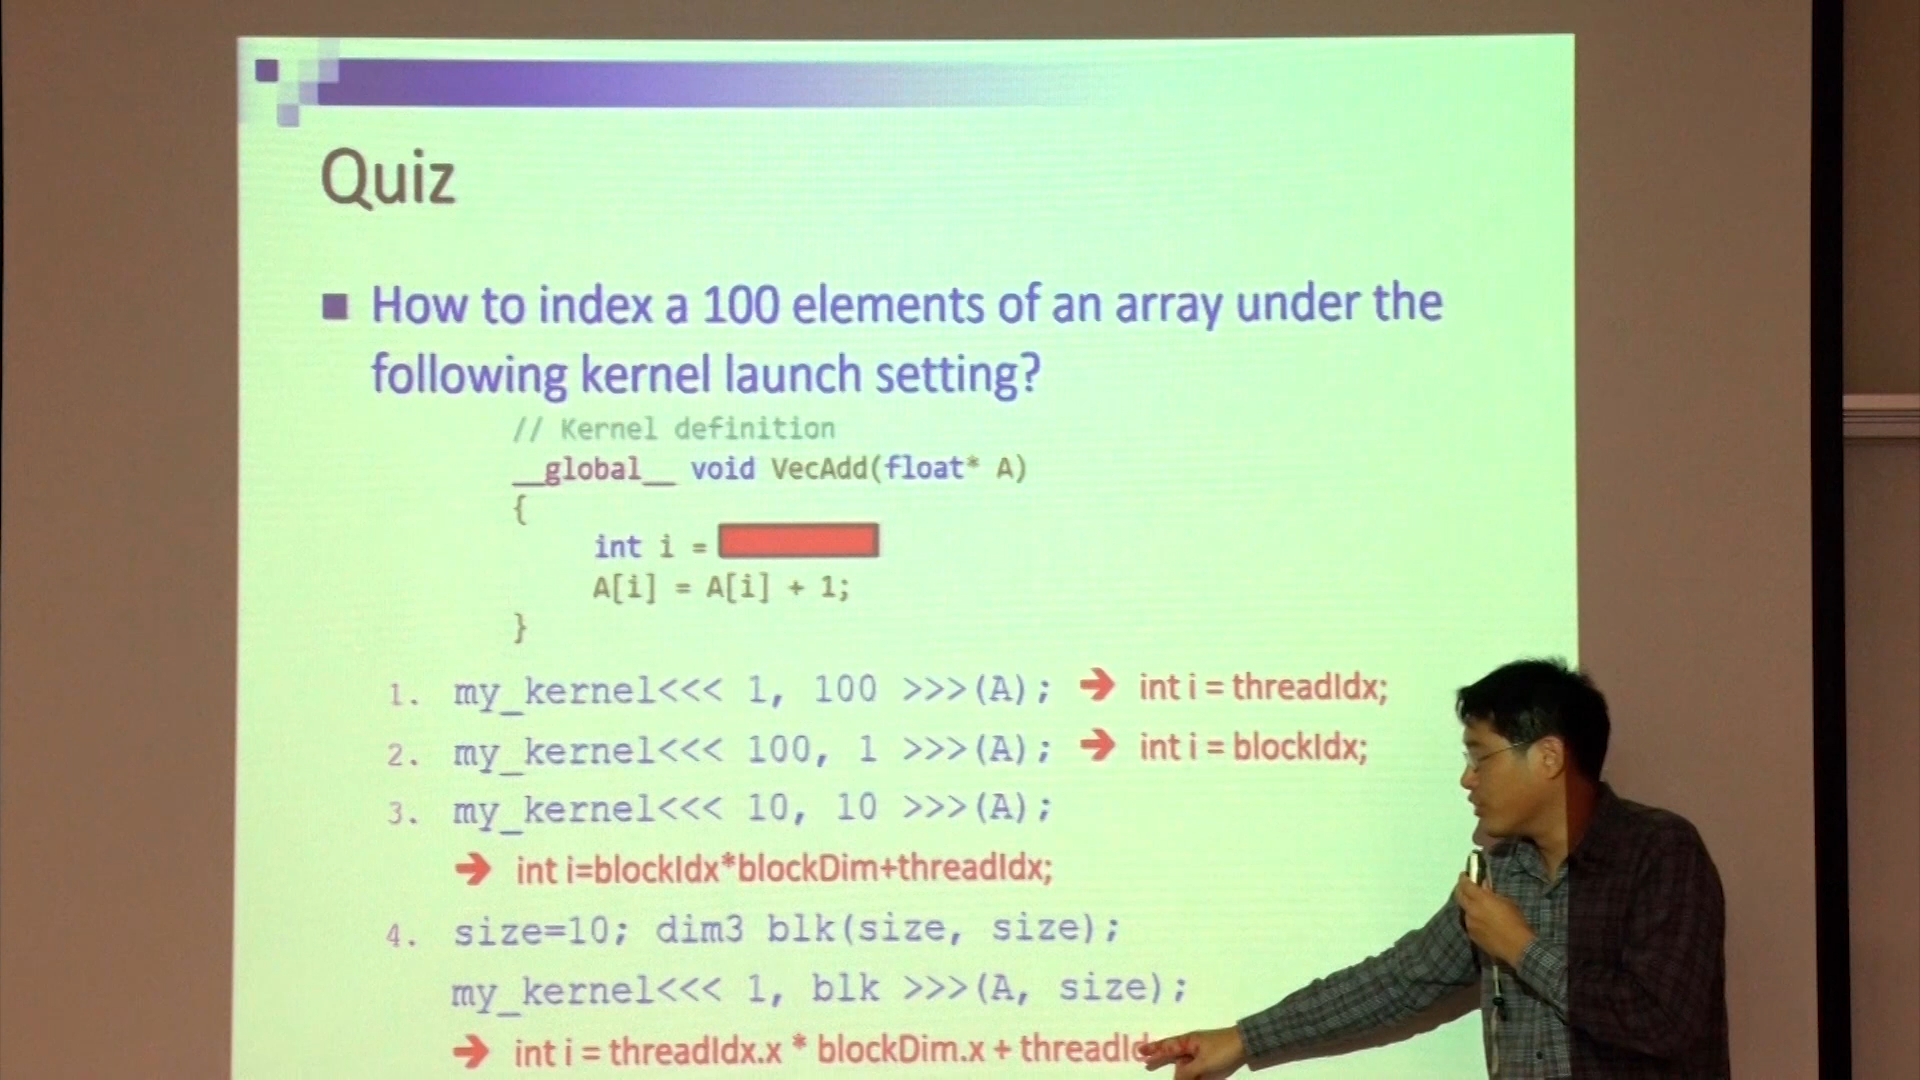 Quiz
How to index a 100 elements of an array under the
following kernel launch setting?
// Kernel definition
__global__ void VecAdd(float* A)
{
int i =
A[i] = A[i] + 1;
}
1. my_kernel<<< 1, 100 >>>(A); ➔ int i = threadIdx;
2. my_kernel<<< 100, 1 >>>(A); ➔ int i = blockIdx;
3. my_kernel<<< 10, 10 >>>(A);
➔ int i=blockIdx*blockDim+threadIdx;
4. size=10; dim3 blk(size, size);
my_kernel<<< 1, blk >>>(A, size);
➔ int i = threadIdx.x * blockDim.x +